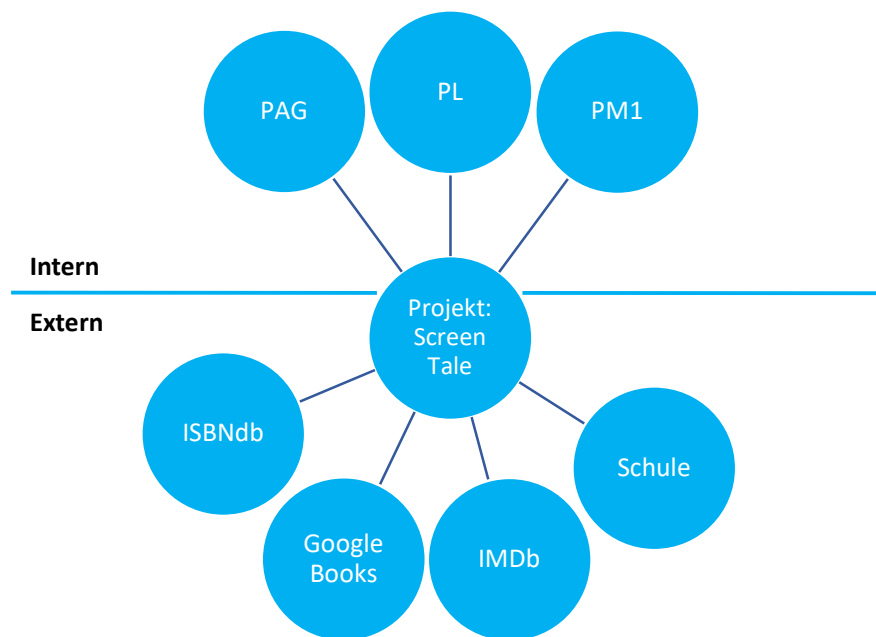 PAG
PL
PM1
Intern
Extern
Projekt:
Screen
Tale
ISBNdb
Schule
Google
Books
IMDb